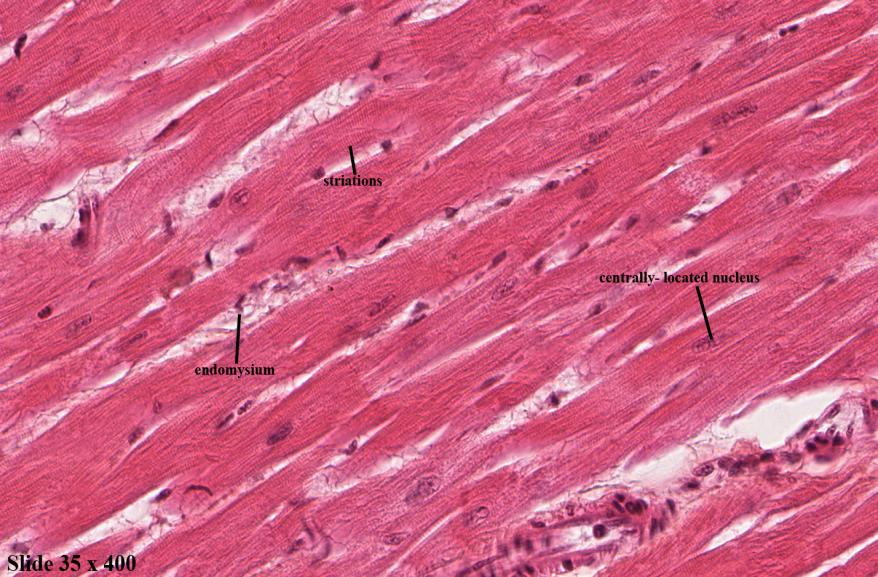 striations
centrally- located nucleus
endomysium
Slide 35 x 400